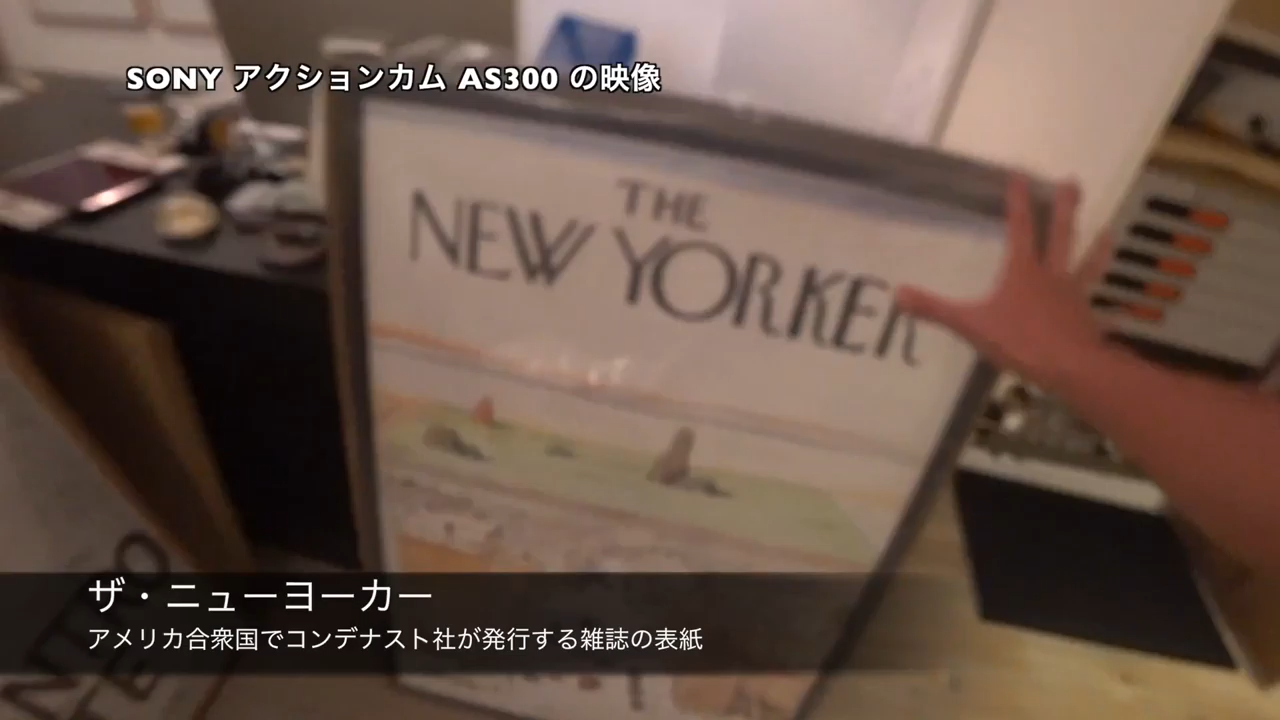 SONY アクションカム AS300 の映像
THE
NEW YORKER
ザ・ニューヨーカー
アメリカ合衆国でコンデナスト社が発行する雑誌の表紙